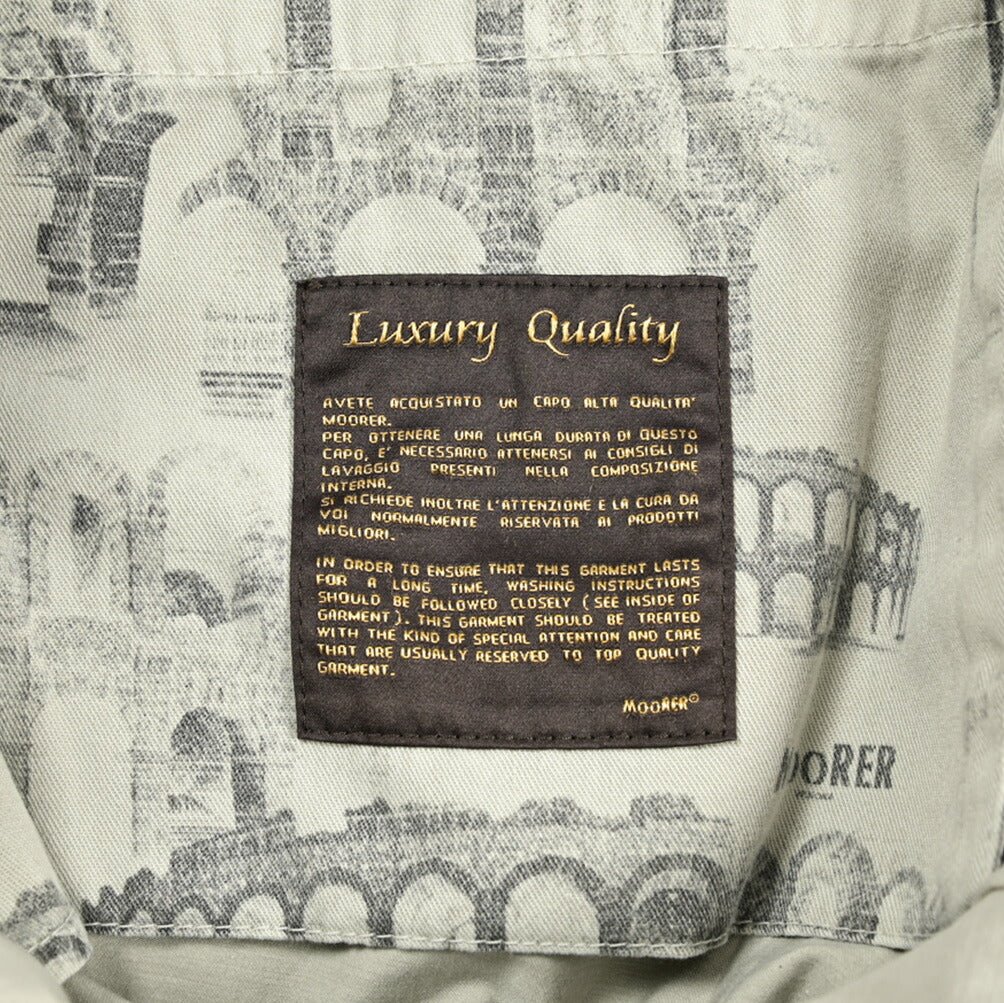 Luxury Quality
AVETE ACQUISTATO UN CAPO ALTA QUALITA'
MOORER.
PER OTTENERE UNA LUNGA DURATA DI QUESTO
CAPO, E' NECESSARIO ATTENERSI AI CONSIGLI DI
LAVAGGIO PRESENTI NELLA COMPOSIZIONE
INTERNA.
SI RICHIEDE INOLTRE L'ATTENZIONE E LA CURA DA
VOI NORMALMENTE RISERVATA AI PRODOTTI
MIGLIORI.
IN ORDER TO ENSURE THAT THIS GARMENT LASTS
FOR A LONG TIME, WASHING INSTRUCTIONS
SHOULD BE FOLLOWED CLOSELY (SEE INSIDE OF
GARMENT). THIS GARMENT SHOULD BE TREATED
WITH THE KIND OF SPECIAL ATTENTION AND CARE
THAT ARE USUALLY RESERVED TO TOP QUALITY
GARMENT.
MOORER®
MOORER